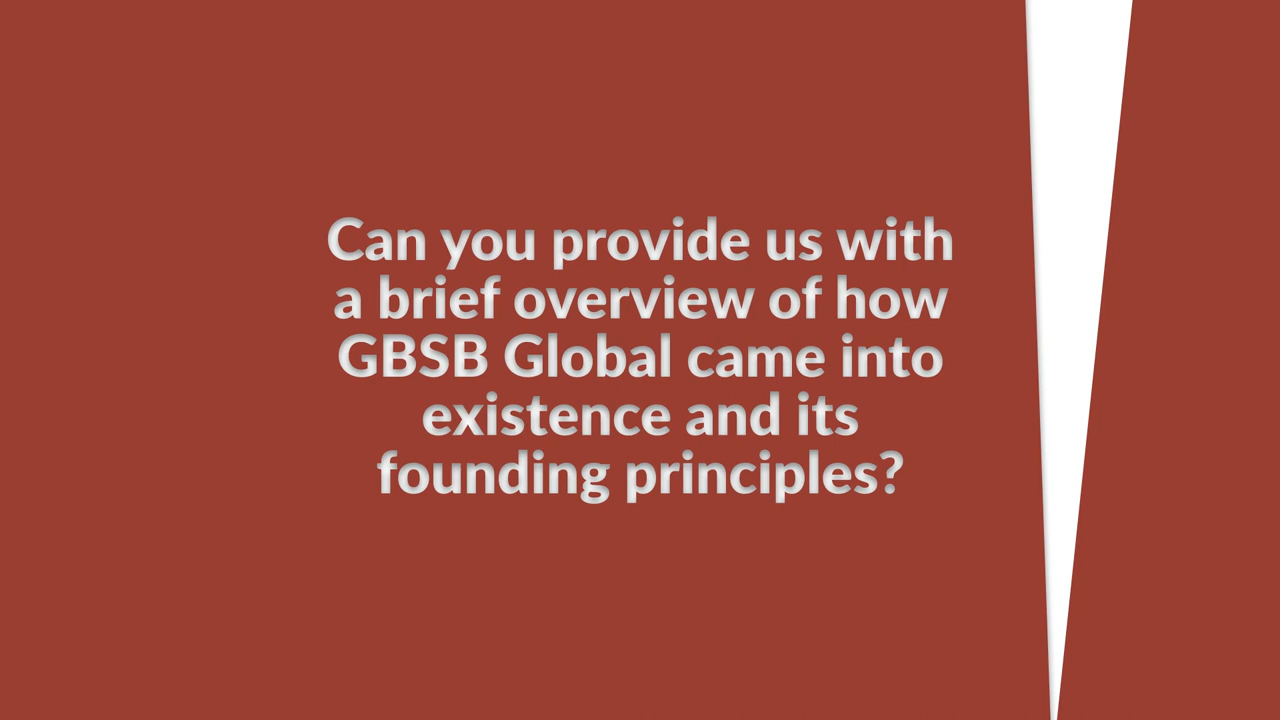 Can you provide us with
a brief overview of how
GBSB Global came into
existence and its
founding principles?